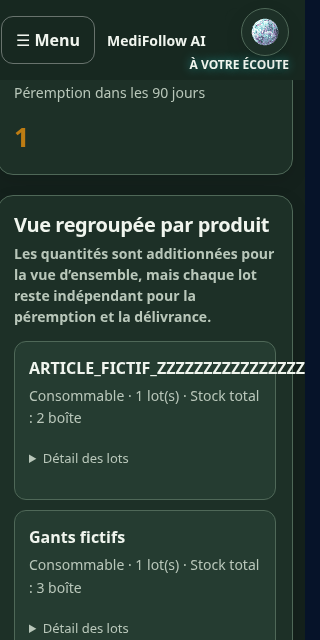 ☰ Menu
MediFollow AI
À VOTRE ÉCOUTE
Péremption dans les 90 jours
1
Vue regroupée par produit
Les quantités sont additionnées pour
la vue d’ensemble, mais chaque lot
reste indépendant pour la
péremption et la délivrance.
ARTICLE_FICTIF_ZZZZZZZZZZZZZZZZ
Consommable · 1 lot(s) · Stock total
: 2 boîte
▶ Détail des lots
Gants fictifs
Consommable · 1 lot(s) · Stock total
: 3 boîte
▶ Détail des lots